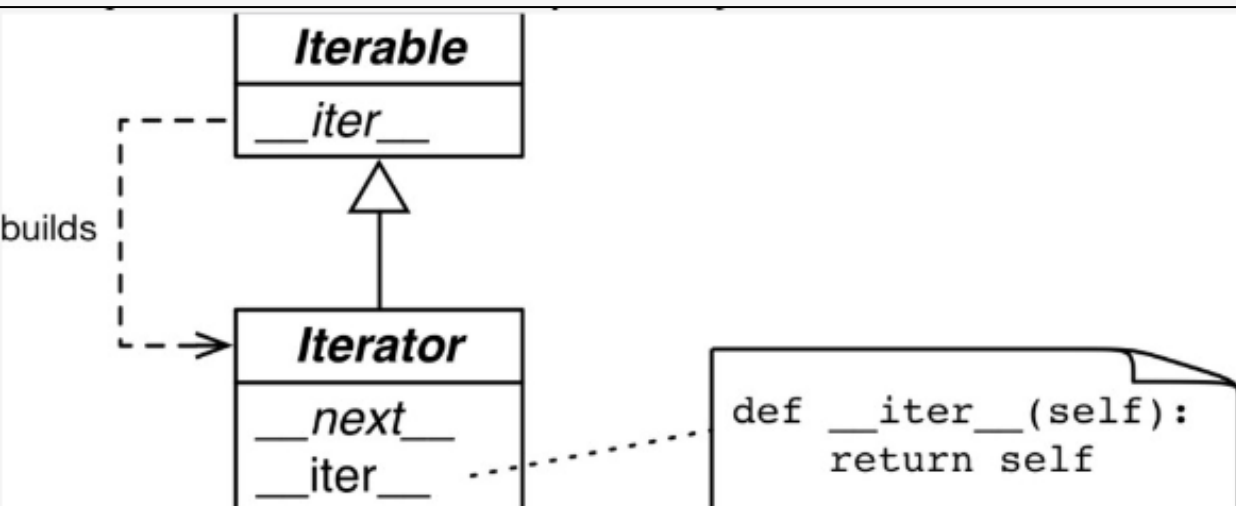 Iterable
__iter__
builds
Iterator
__next__
__iter__
def __iter__(self):
return self